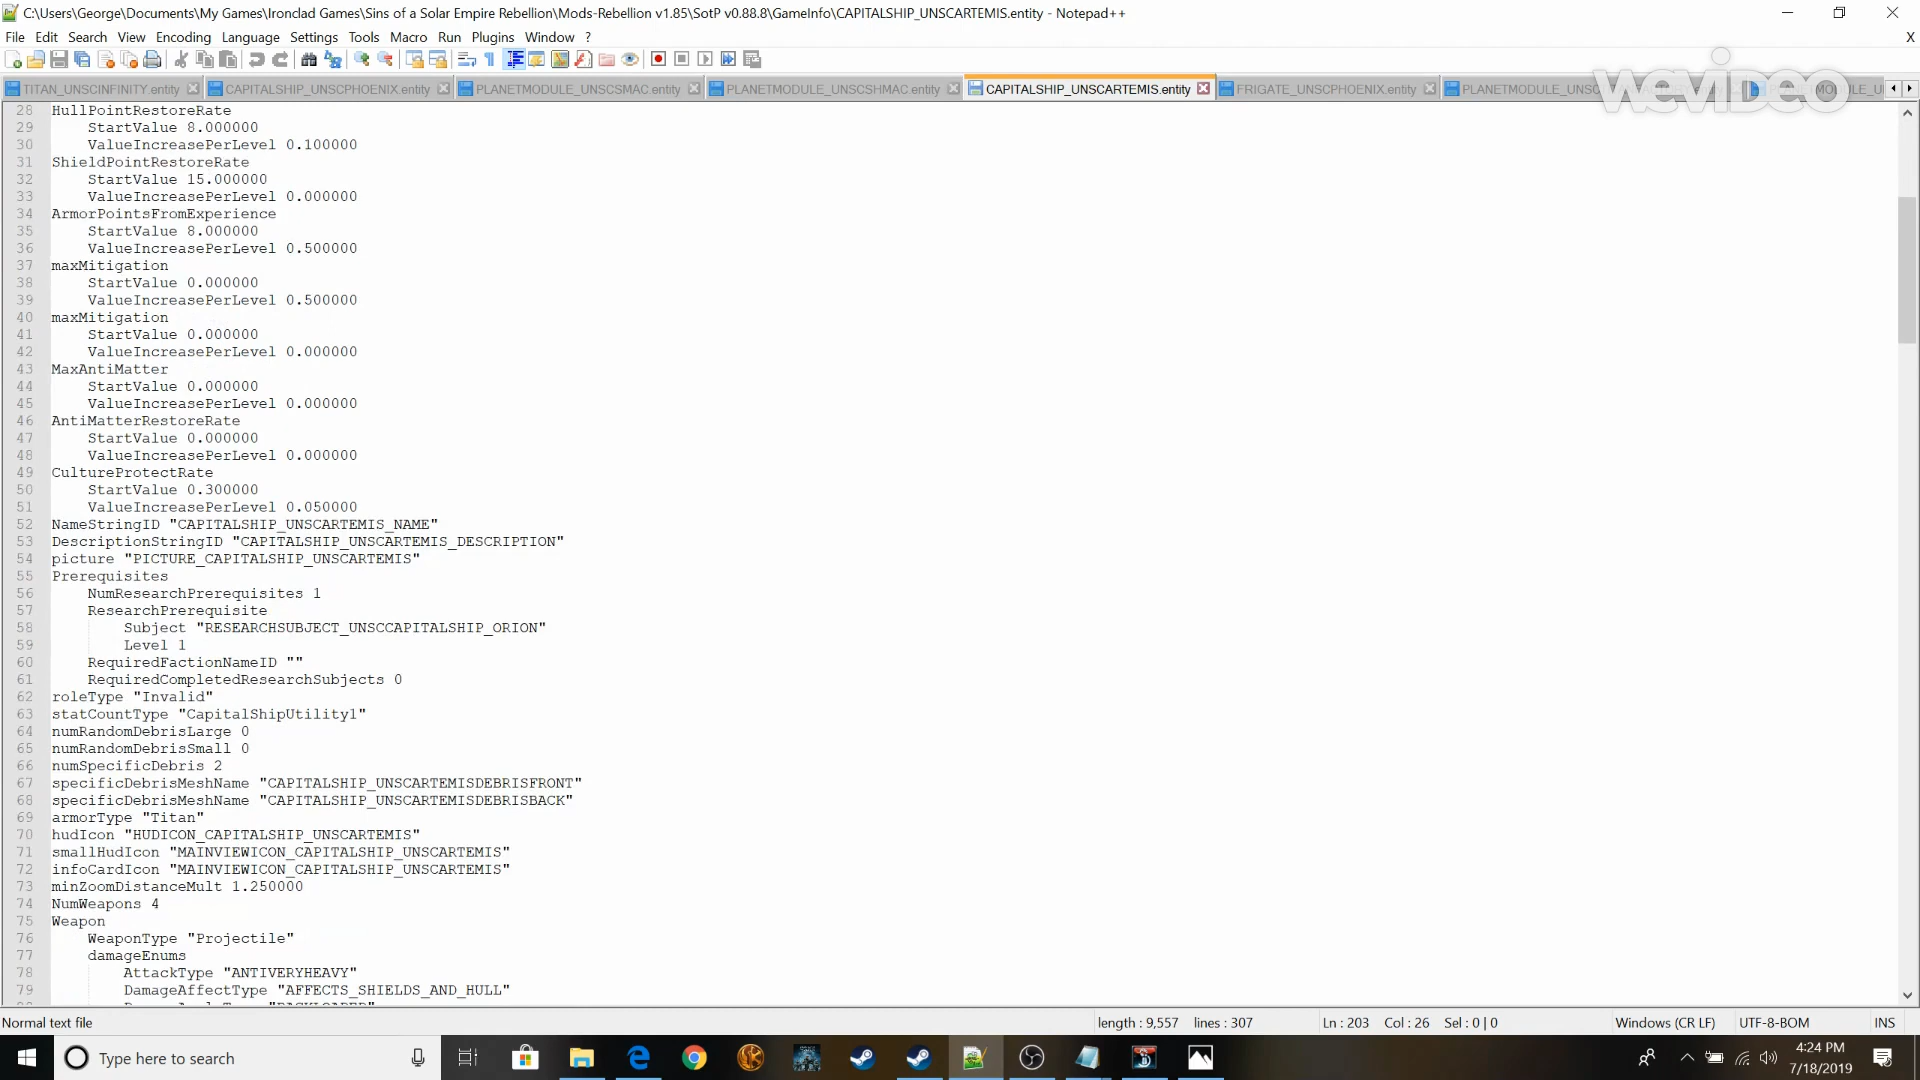 C:\Users\George\Documents\My Games\Ironclad Games\Sins of a Solar Empire Rebellion\Mods-Rebellion v1.85\SotP v0.88.8\GameInfo\CAPITALSHIP_UNSCARTEMIS.entity - Notepad++
File Edit Search View Encoding Language Settings Tools Macro Run Plugins Window ? X
TITAN_UNSCINFINITY.entity CAPITALSHIP_UNSCPHOENIX.entity PLANETMODULE_UNSCSMAC.entity PLANETMODULE_UNSCSHMAC.entity CAPITALSHIP_UNSCARTEMIS.entity FRIGATE_UNSCPHOENIX.entity PLANETMODULE_UNSC
WeVideo
28 HullPointRestoreRate
29 StartValue 8.000000
30 ValueIncreasePerLevel 0.100000
31 ShieldPointRestoreRate
32 StartValue 15.000000
33 ValueIncreasePerLevel 0.000000
34 ArmorPointsFromExperience
35 StartValue 8.000000
36 ValueIncreasePerLevel 0.500000
37 maxMitigation
38 StartValue 0.000000
39 ValueIncreasePerLevel 0.500000
40 maxMitigation
41 StartValue 0.000000
42 ValueIncreasePerLevel 0.000000
43 MaxAntiMatter
44 StartValue 0.000000
45 ValueIncreasePerLevel 0.000000
46 AntiMatterRestoreRate
47 StartValue 0.000000
48 ValueIncreasePerLevel 0.000000
49 CultureProtectRate
50 StartValue 0.300000
51 ValueIncreasePerLevel 0.050000
52 NameStringID "CAPITALSHIP_UNSCARTEMIS_NAME"
53 DescriptionStringID "CAPITALSHIP_UNSCARTEMIS_DESCRIPTION"
54 picture "PICTURE_CAPITALSHIP_UNSCARTEMIS"
55 Prerequisites
56 NumResearchPrerequisites 1
57 ResearchPrerequisite
58 Subject "RESEARCHSUBJECT_UNSCCAPITALSHIP_ORION"
59 Level 1
60 RequiredFactionNameID ""
61 RequiredCompletedResearchSubjects 0
62 roleType "Invalid"
63 statCountType "CapitalShipUtility1"
64 numRandomDebrisLarge 0
65 numRandomDebrisSmall 0
66 numSpecificDebris 2
67 specificDebrisMeshName "CAPITALSHIP_UNSCARTEMISDEBRISFRONT"
68 specificDebrisMeshName "CAPITALSHIP_UNSCARTEMISDEBRISBACK"
69 armorType "Titan"
70 hudIcon "HUDICON_CAPITALSHIP_UNSCARTEMIS"
71 smallHudIcon "MAINVIEWICON_CAPITALSHIP_UNSCARTEMIS"
72 infoCardIcon "MAINVIEWICON_CAPITALSHIP_UNSCARTEMIS"
73 minZoomDistanceMult 1.250000
74 NumWeapons 4
75 Weapon
76 WeaponType "Projectile"
77 damageEnums
78 AttackType "ANTIVERYHEAVY"
79 DamageAffectType "AFFECTS_SHIELDS_AND_HULL"
Normal text file length : 9,557 lines : 307 Ln : 203 Col : 26 Sel : 0 | 0 Windows (CR LF) UTF-8-BOM INS
Type here to search
4:24 PM
7/18/2019